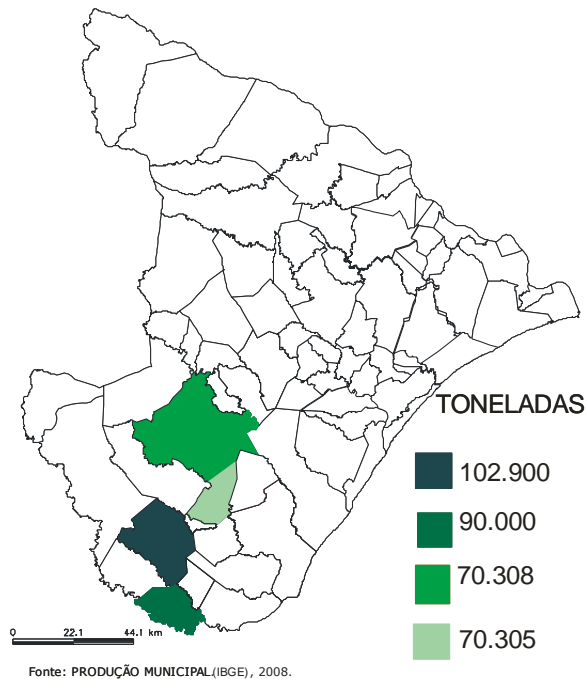 TONELADAS
102.900
90.000
70.308
70.305
0 22.1 44.1 km
Fonte: PRODUÇÃO MUNICIPAL(IBGE), 2008.